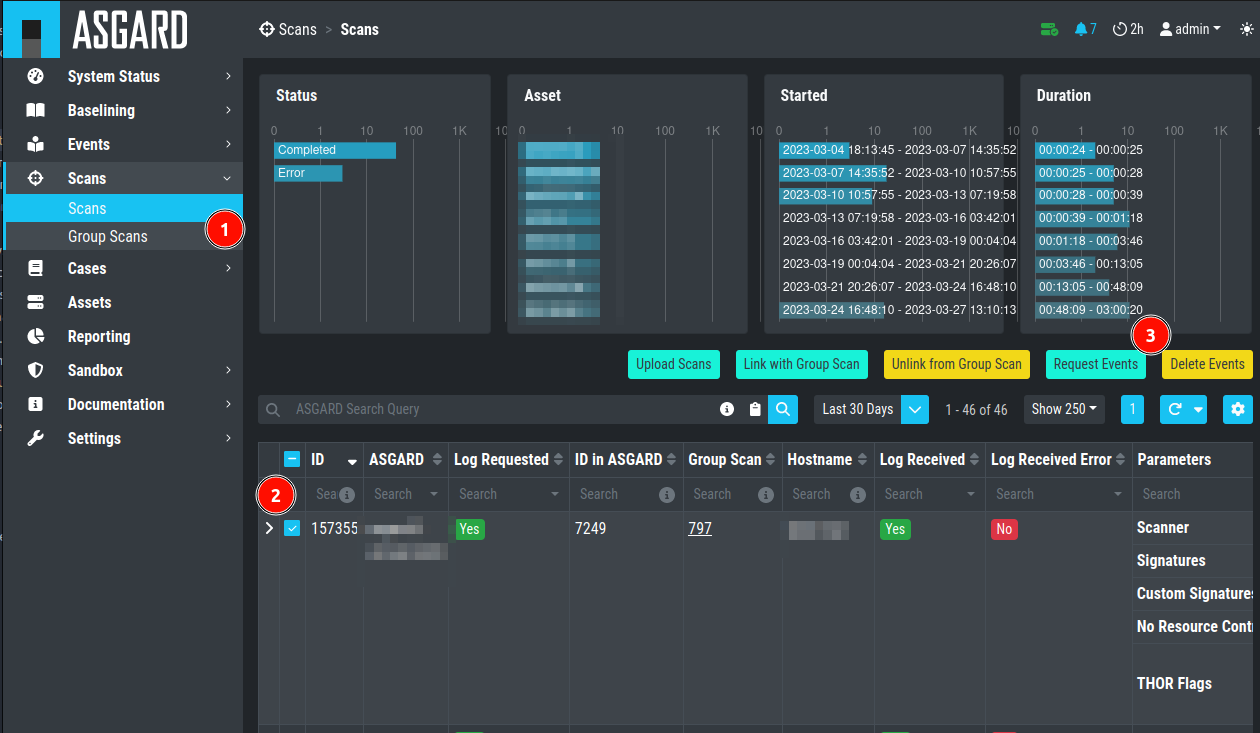 ASGARD
Scans > Scans
7 2h admin
System Status
Baselining
Events
Scans
Scans
Group Scans
Cases
Assets
Reporting
Sandbox
Documentation
Settings
1
Status
0 1 10 100 1K 10
Completed
Error
Asset
0 1 10 100 1K 10
Started
0 1 10 100 1K 10
2023-03-04 18:13:45 - 2023-03-07 14:35:52
2023-03-07 14:35:52 - 2023-03-10 10:57:55
2023-03-10 10:57:55 - 2023-03-13 07:19:58
2023-03-13 07:19:58 - 2023-03-16 03:42:01
2023-03-16 03:42:01 - 2023-03-19 00:04:04
2023-03-19 00:04:04 - 2023-03-21 20:26:07
2023-03-21 20:26:07 - 2023-03-24 16:48:10
2023-03-24 16:48:10 - 2023-03-27 13:10:13
Duration
0 1 10 100 1K
00:00:24 - 00:00:25
00:00:25 - 00:00:28
00:00:28 - 00:00:39
00:00:39 - 00:01:18
00:01:18 - 00:03:46
00:03:46 - 00:13:05
00:13:05 - 00:48:09
00:48:09 - 03:00:20
3
Upload Scans Link with Group Scan Unlink from Group Scan Request Events Delete Events
ASGARD Search Query Last 30 Days 1 - 46 of 46 Show 250 1
ID ASGARD Log Requested ID in ASGARD Group Scan Hostname Log Received Log Received Error Parameters
2
Sea Search Search Search Search Search Search Search Search
157355 Yes 7249 797 Yes No Scanner
Signatures
Custom Signatures
No Resource Cont
THOR Flags